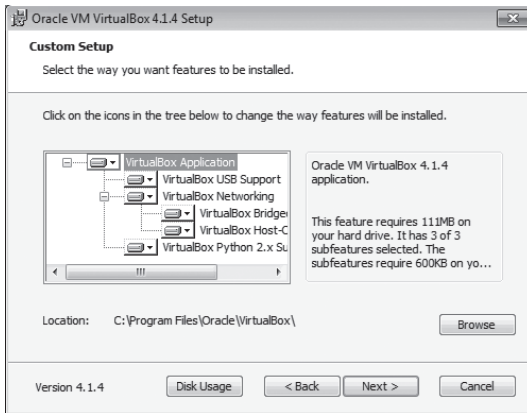 Oracle VM VirtualBox 4.1.4 Setup
Custom Setup
Select the way you want features to be installed.
Click on the icons in the tree below to change the way features will be installed.
VirtualBox Application
VirtualBox USB Support
VirtualBox Networking
VirtualBox Bridge
VirtualBox Host-C
VirtualBox Python 2.x Su
Oracle VM VirtualBox 4.1.4
application.
This feature requires 111MB on
your hard drive. It has 3 of 3
subfeatures selected. The
subfeatures require 600KB on yo...
Location: C:\Program Files\Oracle\VirtualBox\
Browse
Version 4.1.4
Disk Usage
< Back
Next >
Cancel